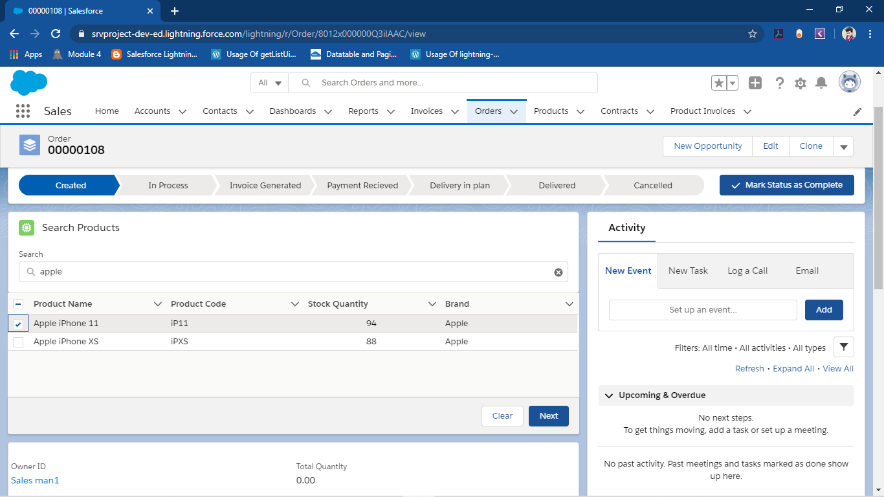 00000108 | Salesforce
srvproject-dev-ed.lightning.force.com/lightning/r/Order/8012x000000Q3ilAAC/view
Apps Module 4 Salesforce Lightnin... Usage Of getListUi... Datatable and Pagi... Usage Of lightning-...
All Search Orders and more...
Sales Home Accounts Contacts Dashboards Reports Invoices Orders Products Contracts Product Invoices
Order
00000108
New Opportunity Edit Clone
Created In Process Invoice Generated Payment Recieved Delivery in plan Delivered Cancelled Mark Status as Complete
Search Products
Search
apple
Product Name Product Code Stock Quantity Brand
Apple iPhone 11 iP11 94 Apple
Apple iPhone XS iPXS 88 Apple
Clear Next
Owner ID Total Quantity
Sales man1 0.00
Activity
New Event New Task Log a Call Email
Set up an event... Add
Filters: All time • All activities • All types
Refresh • Expand All • View All
Upcoming & Overdue
No next steps.
To get things moving, add a task or set up a meeting.
No past activity. Past meetings and tasks marked as done show
up here.